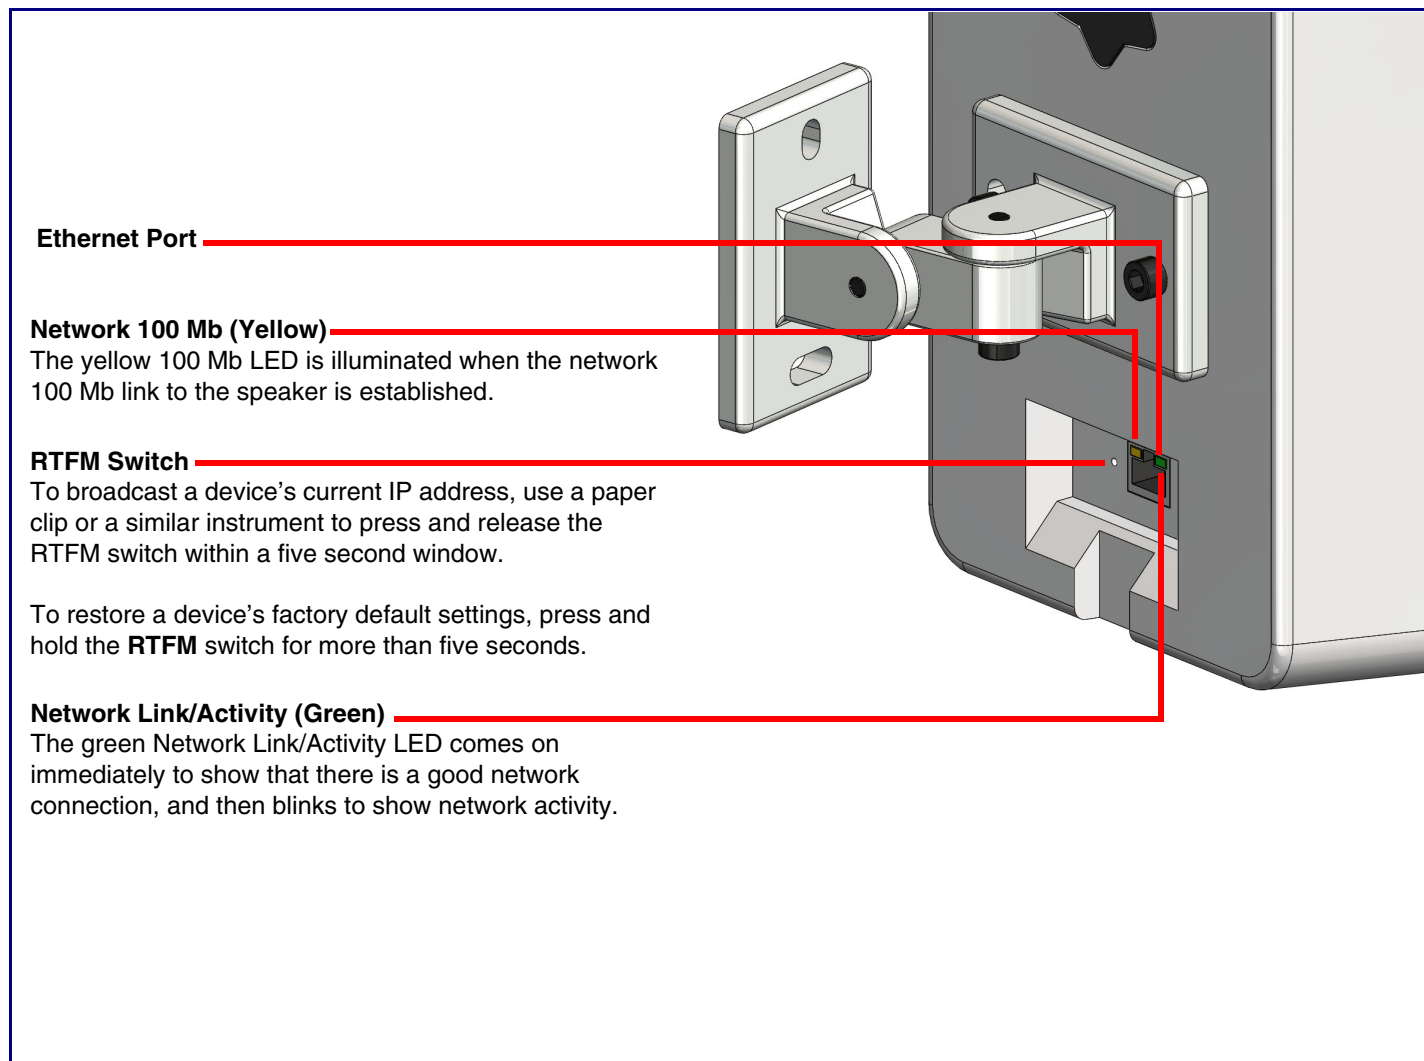 Ethernet Port
Network 100 Mb (Yellow)
The yellow 100 Mb LED is illuminated when the network
100 Mb link to the speaker is established.
RTFM Switch
To broadcast a device’s current IP address, use a paper
clip or a similar instrument to press and release the
RTFM switch within a five second window.
To restore a device’s factory default settings, press and
hold the RTFM switch for more than five seconds.
Network Link/Activity (Green)
The green Network Link/Activity LED comes on
immediately to show that there is a good network
connection, and then blinks to show network activity.